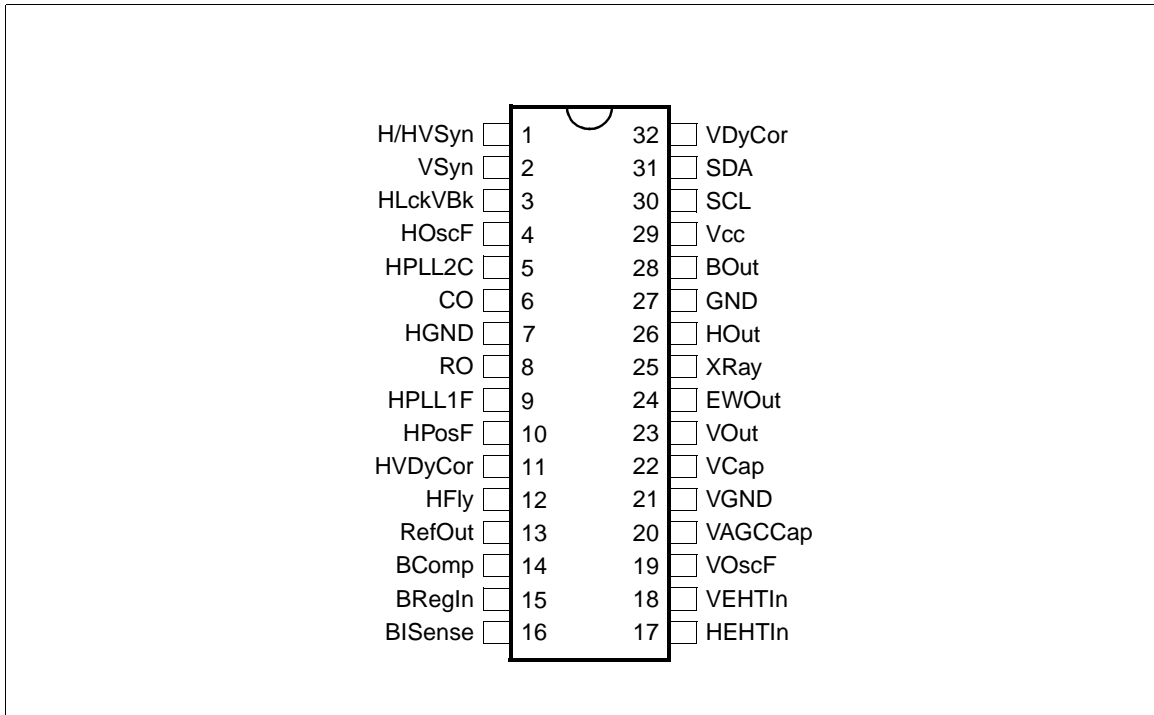 H/HVSyn 1 32 VDyCor
VSyn 2 31 SDA
HLckVBk 3 30 SCL
HOscF 4 29 Vcc
HPLL2C 5 28 BOut
CO 6 27 GND
HGND 7 26 HOut
RO 8 25 XRay
HPLL1F 9 24 EWOut
HPosF 10 23 VOut
HVDyCor 11 22 VCap
HFly 12 21 VGND
RefOut 13 20 VAGCCap
BComp 14 19 VOscF
BRegIn 15 18 VEHTIn
BISense 16 17 HEHTIn